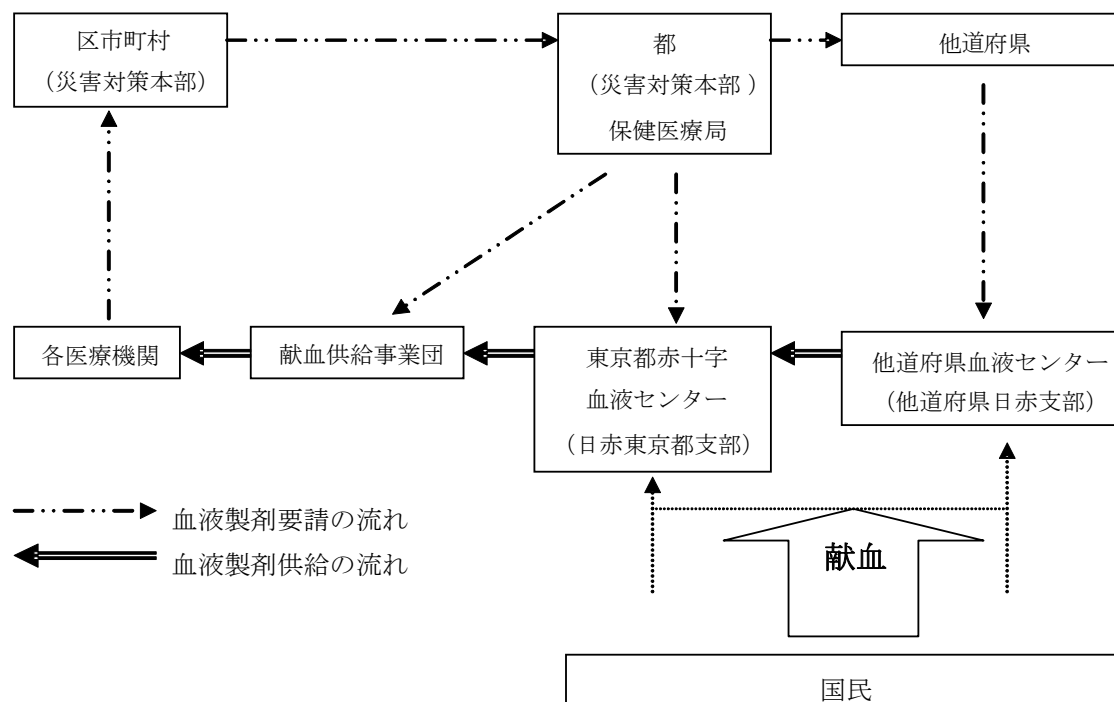 区市町村
（災害対策本部）
都
（災害対策本部）
保健医療局
他道府県
各医療機関
献血供給事業団
東京都赤十字
血液センター
（日赤東京都支部）
他道府県血液センター
（他道府県日赤支部）
血液製剤要請の流れ
血液製剤供給の流れ
献血
国民